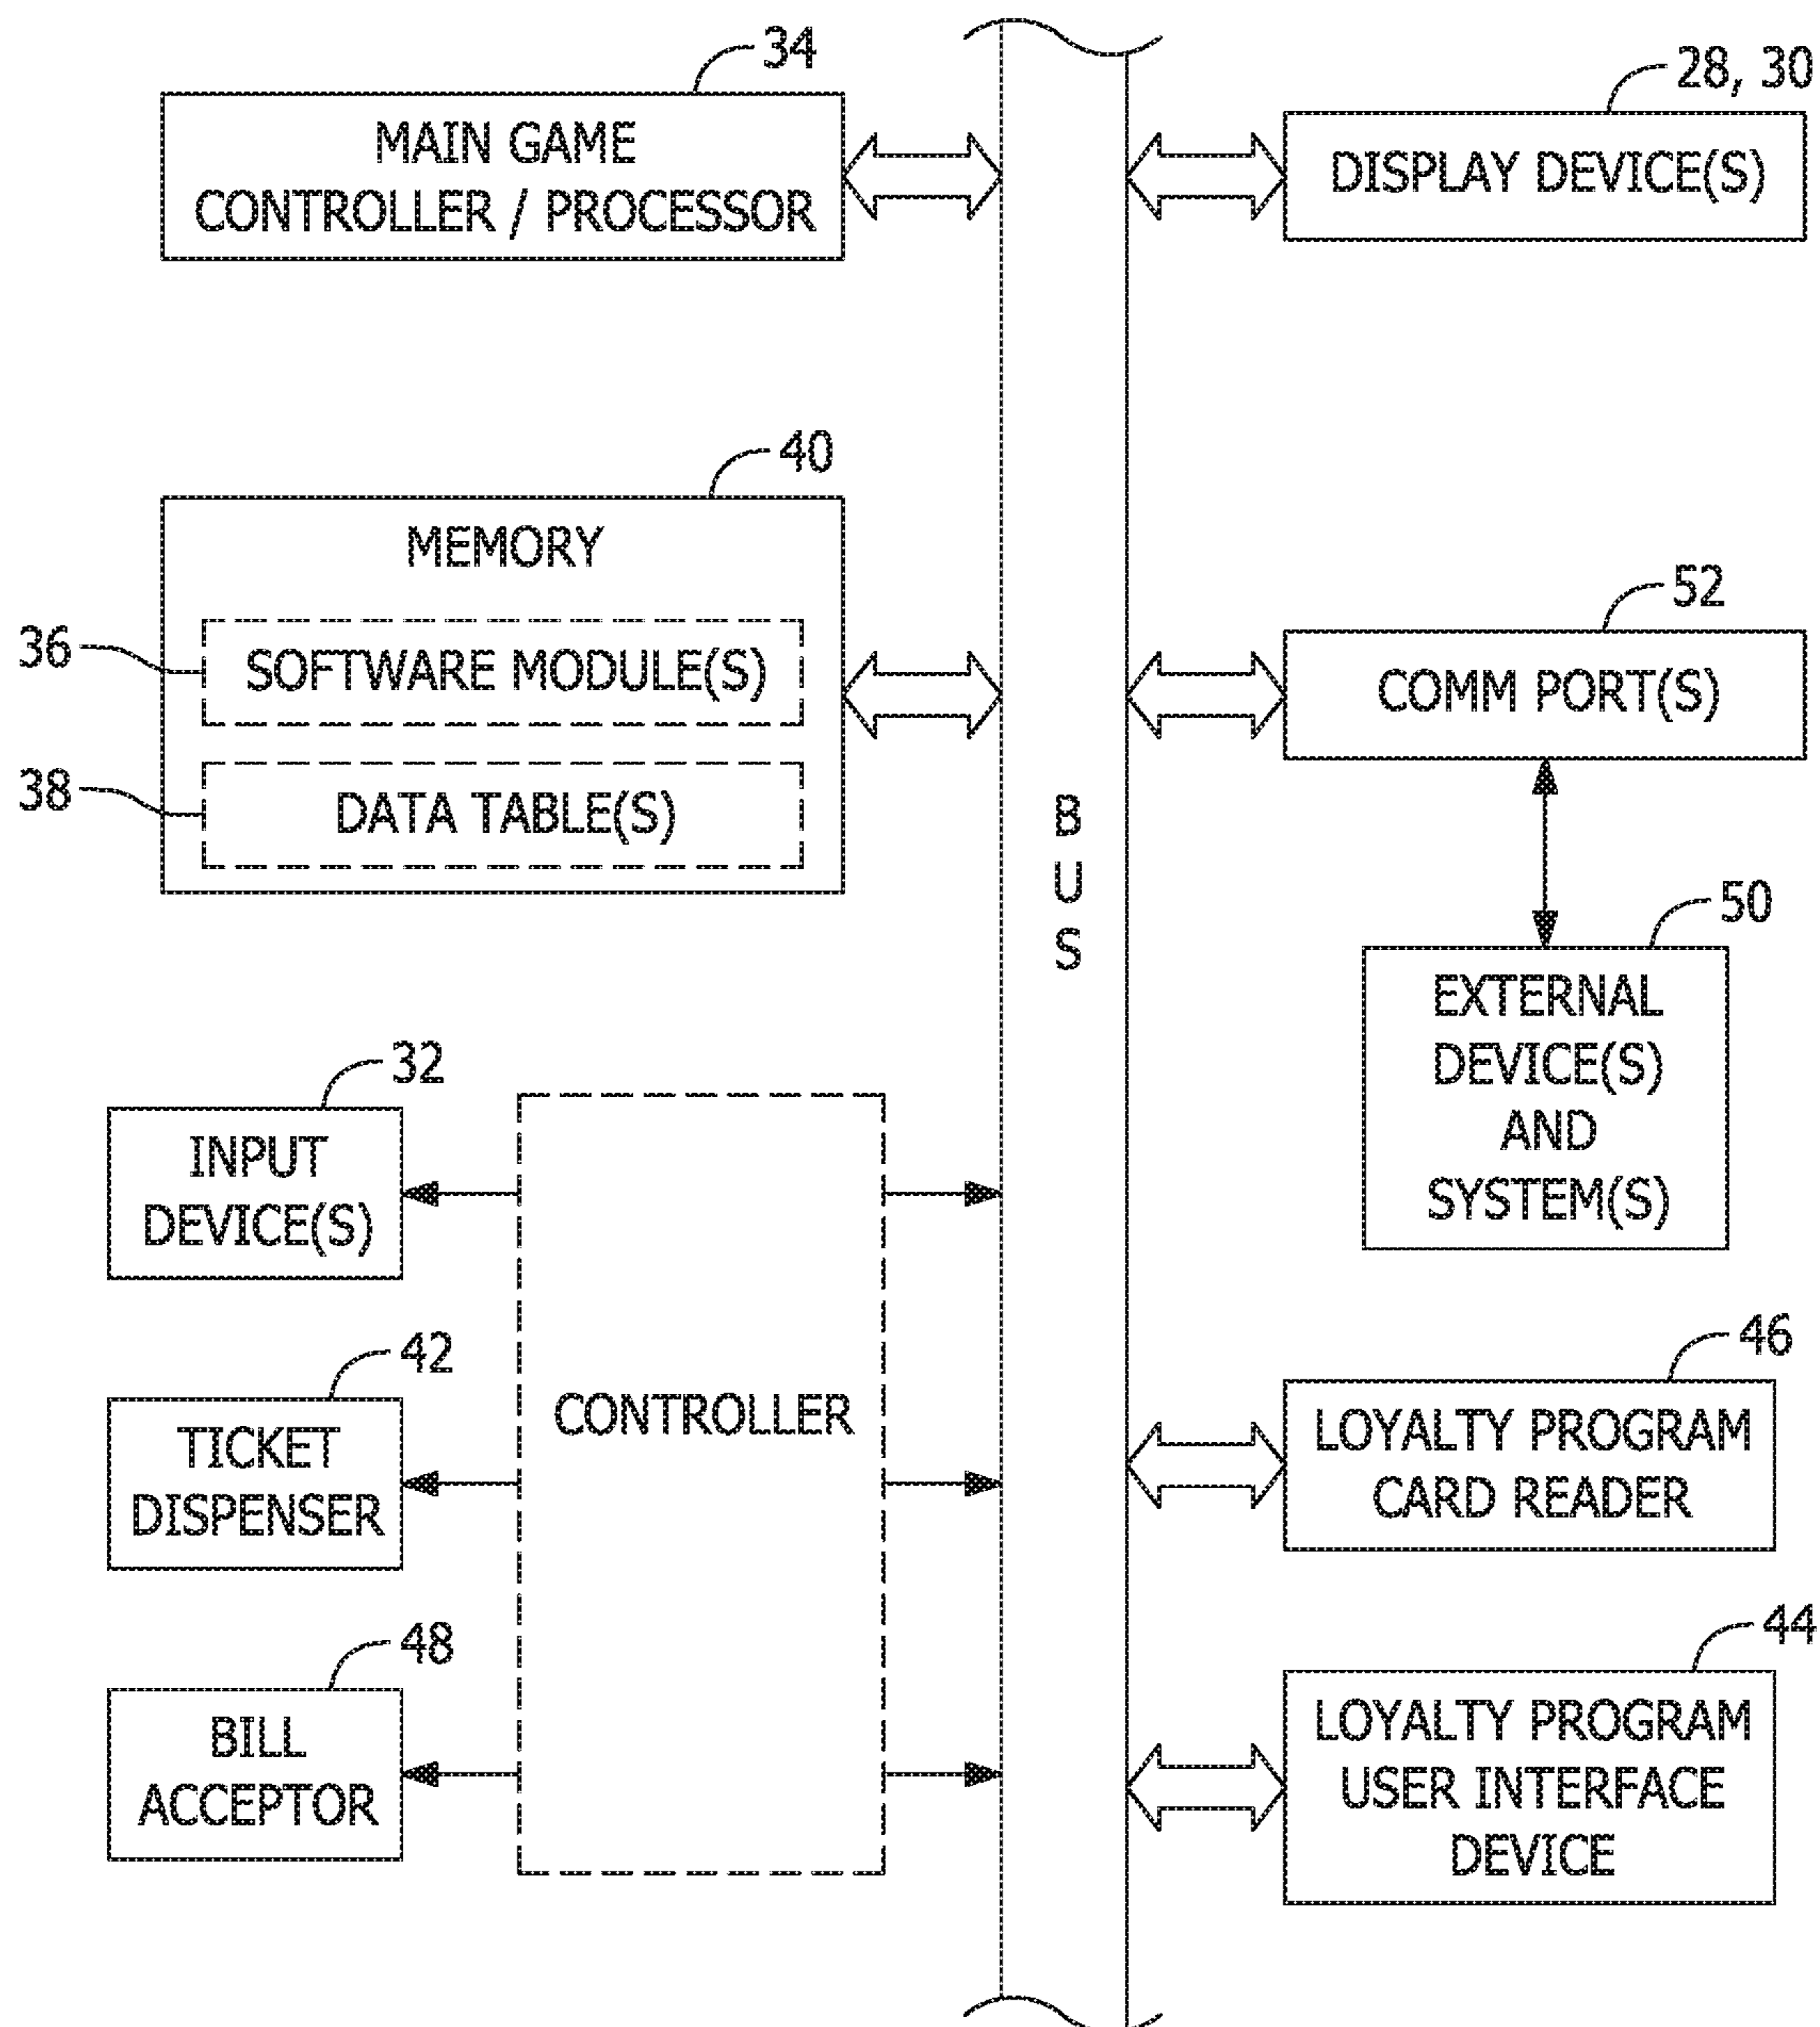 34
MAIN GAME
CONTROLLER / PROCESSOR
28, 30
DISPLAY DEVICE(S)
40
MEMORY
36
SOFTWARE MODULE(S)
38
DATA TABLE(S)
52
COMM PORT(S)
B
U
S
50
EXTERNAL
DEVICE(S)
AND
SYSTEM(S)
32
INPUT
DEVICE(S)
42
TICKET
DISPENSER
48
BILL
ACCEPTOR
CONTROLLER
46
LOYALTY PROGRAM
CARD READER
44
LOYALTY PROGRAM
USER INTERFACE
DEVICE